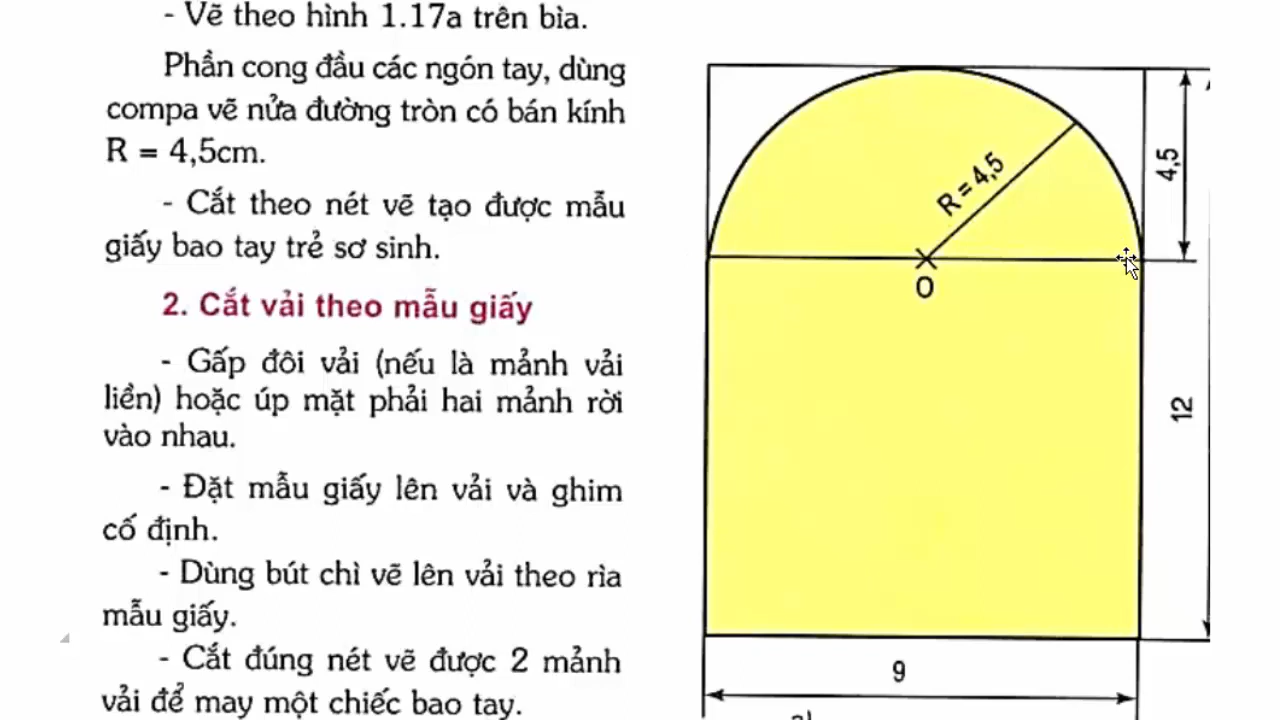 - Vẽ theo hình 1.17a trên bìa.
Phần cong đầu các ngón tay, dùng
compa vẽ nửa đường tròn có bán kính
R = 4,5cm.
- Cắt theo nét vẽ tạo được mẫu
giấy bao tay trẻ sơ sinh.
2. Cắt vải theo mẫu giấy
- Gấp đôi vải (nếu là mảnh vải
liền) hoặc úp mặt phải hai mảnh rời
vào nhau.
- Đặt mẫu giấy lên vải và ghim
cố định.
- Dùng bút chì vẽ lên vải theo rìa
mẫu giấy.
- Cắt đúng nét vẽ được 2 mảnh
vải để may một chiếc bao tay.
R = 4,5
4,5
O
12
9